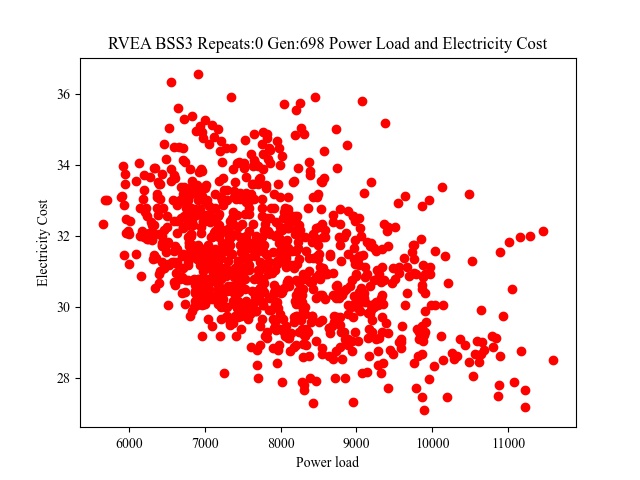 RVEA BSS3 Repeats:0 Gen:698 Power Load and Electricity Cost
36
34
32
30
28
Electricity Cost
6000 7000 8000 9000 10000 11000
Power load